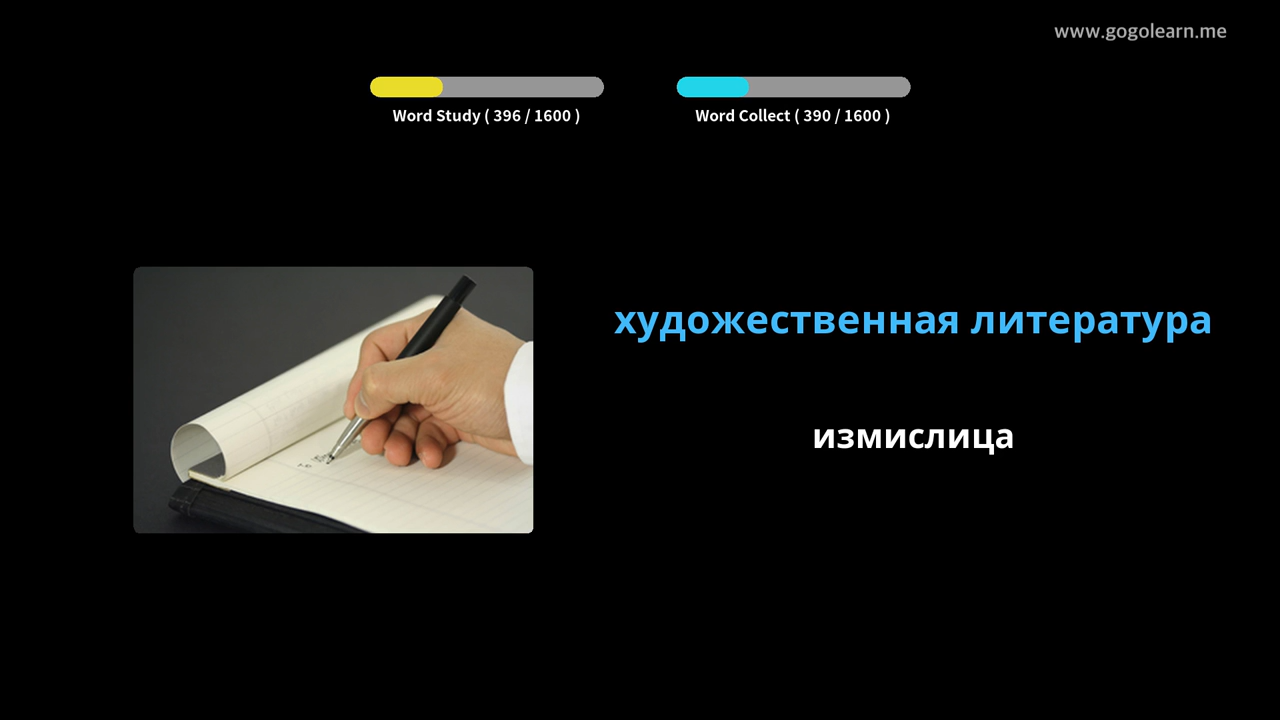 www.gogolearn.me
Word Study ( 396 / 1600 )
Word Collect ( 390 / 1600 )
художественная литература
измислица